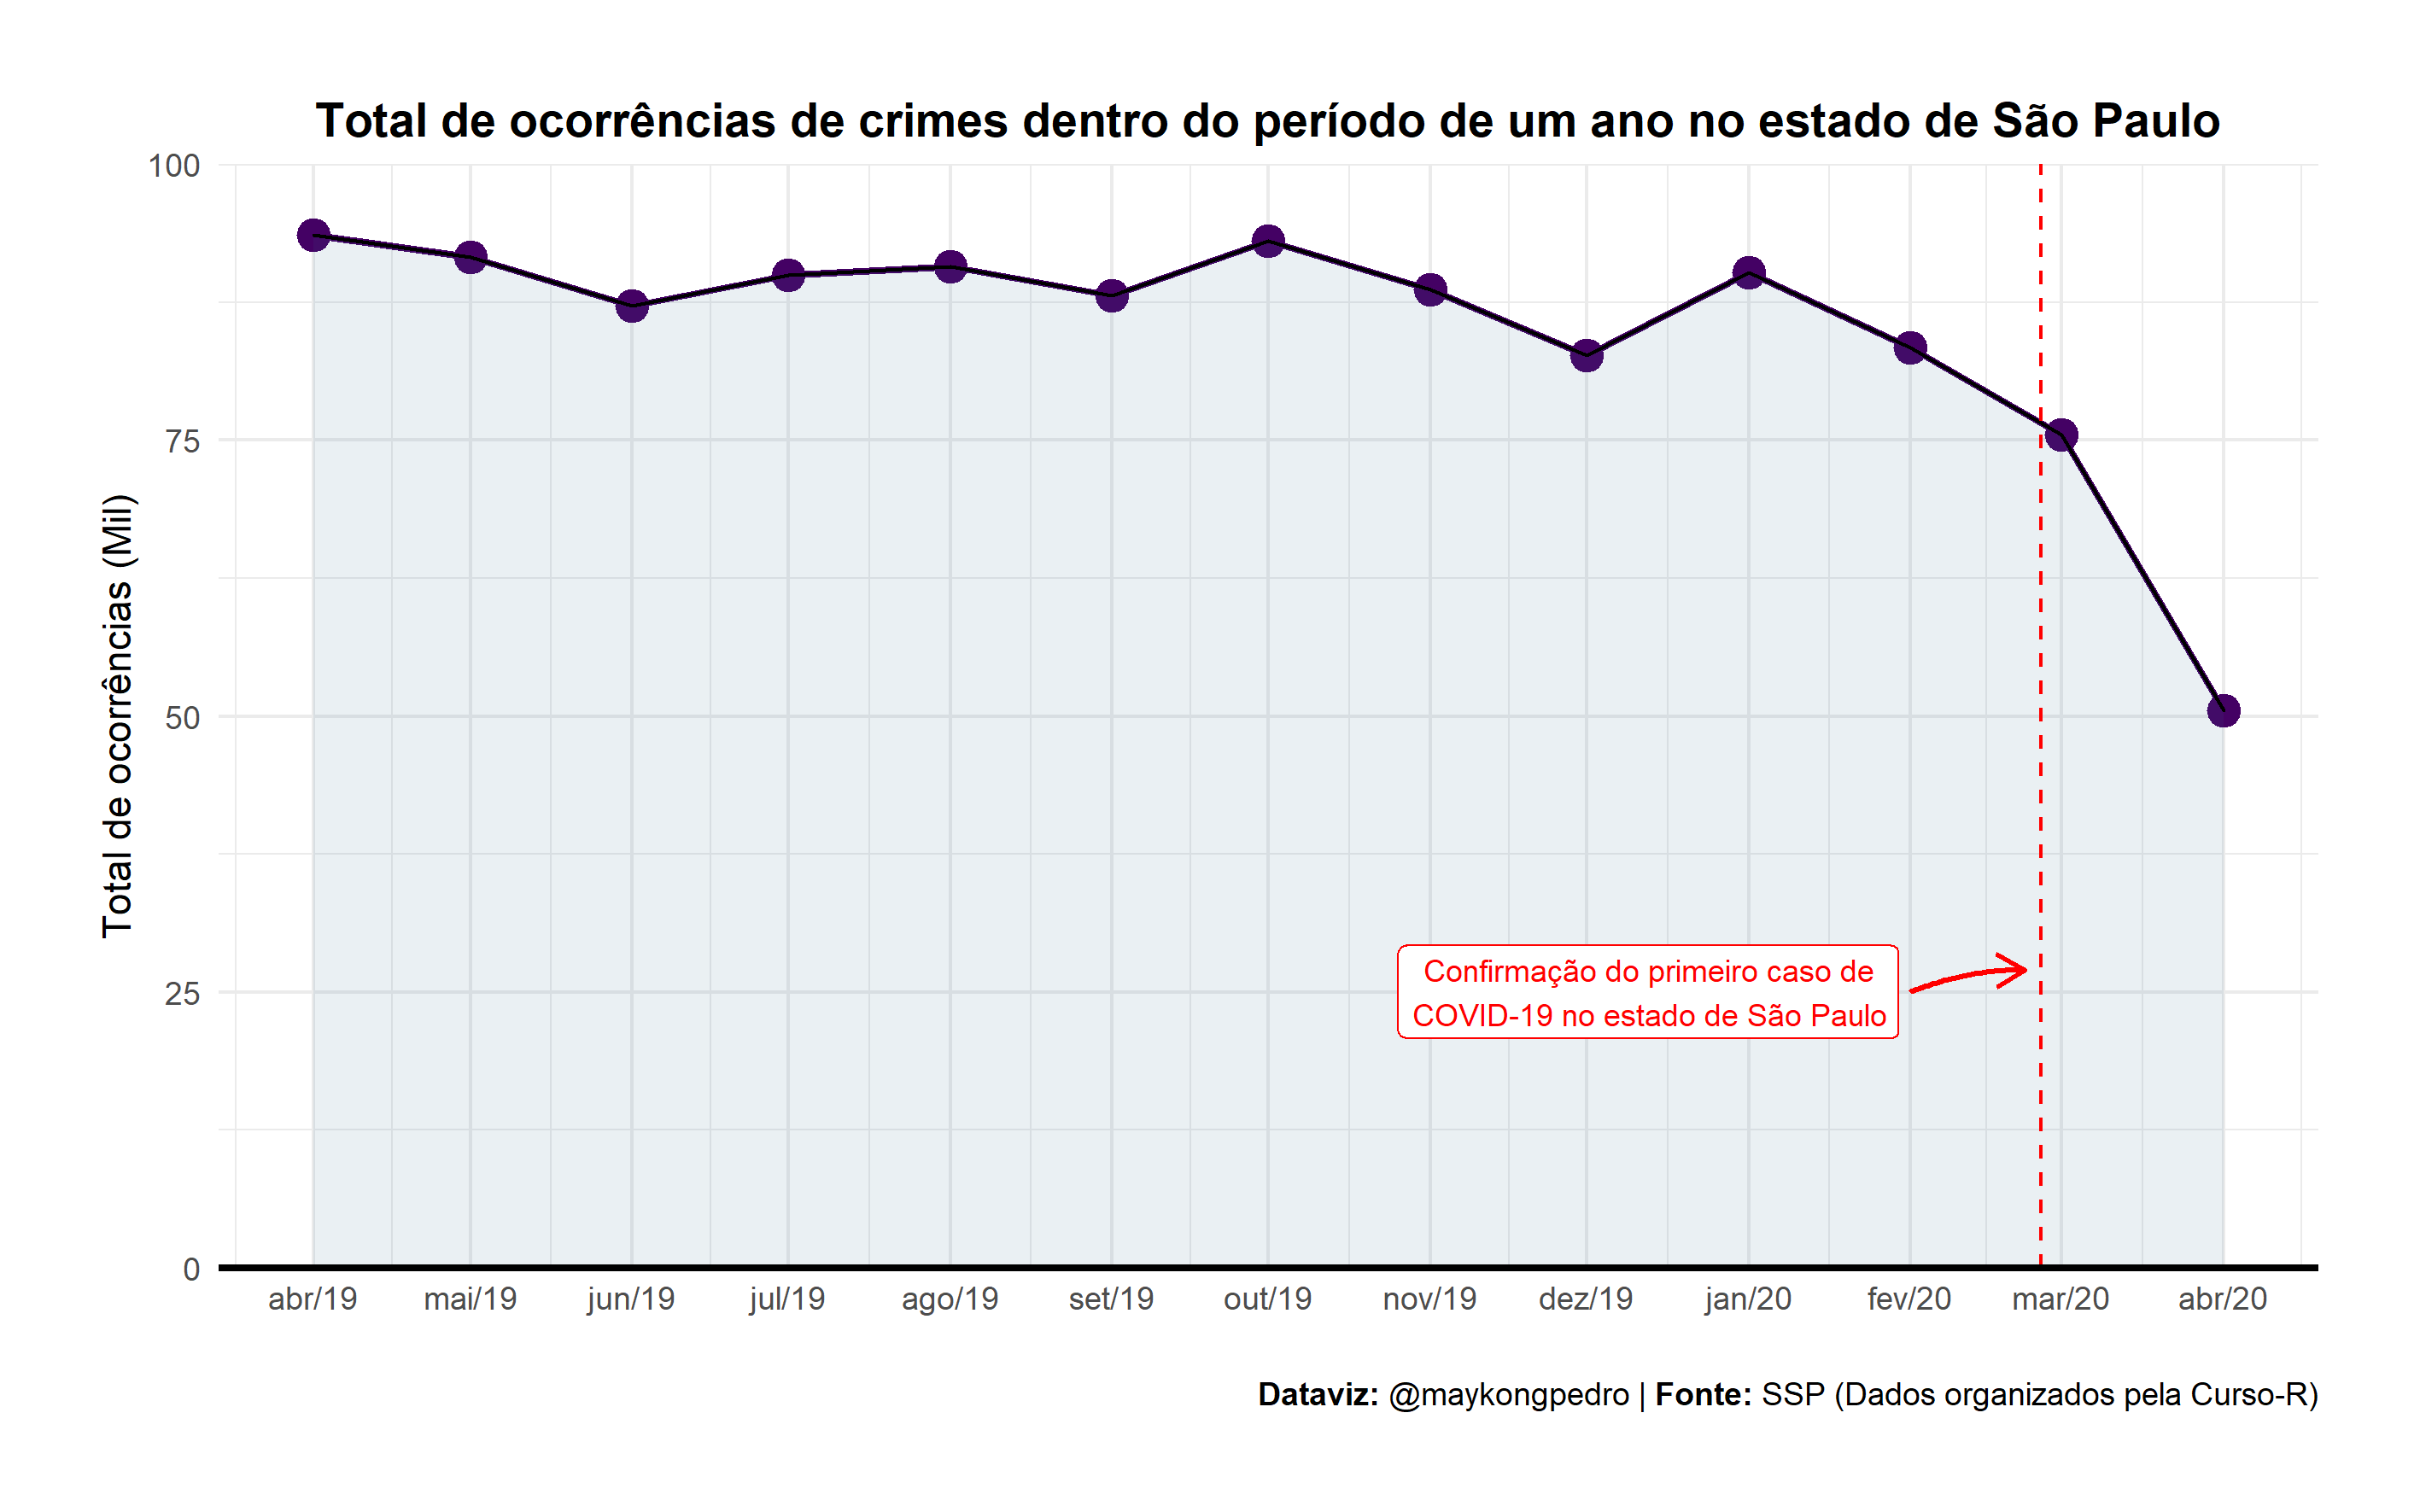 Total de ocorrências de crimes dentro do período de um ano no estado de São Paulo
100
75
50
25
0
Total de ocorrências (Mil)
Confirmação do primeiro caso de
COVID-19 no estado de São Paulo
abr/19 mai/19 jun/19 jul/19 ago/19 set/19 out/19 nov/19 dez/19 jan/20 fev/20 mar/20 abr/20
Dataviz: @maykongpedro | Fonte: SSP (Dados organizados pela Curso-R)